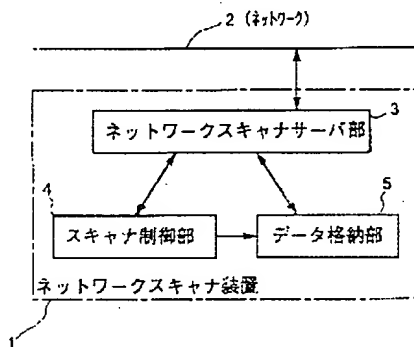 2 (ネットワーク)
3
ネットワークスキャナサーバ部
4
5
スキャナ制御部
データ格納部
ネットワークスキャナ装置
1